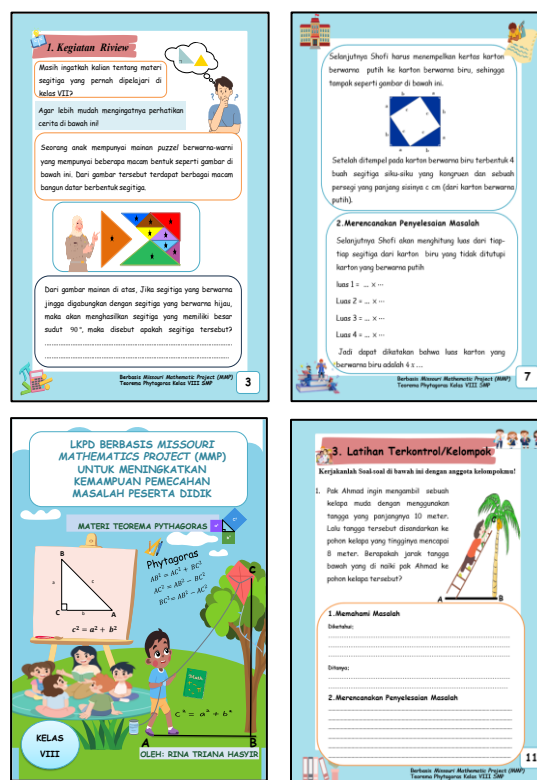 1. Kegiatan Riview
Masih ingatkah kalian tentang materi
segitiga yang pernah dipelajari di
kelas VII?
Agar lebih mudah mengingatnya perhatikan
cerita di bawah ini!
Seorang anak mempunyai mainan puzzel berwarna-warni
yang mempunyai beberapa macam bentuk seperti gambar di
bawah ini. Dari gambar tersebut terdapat berbagai macam
bangun datar berbentuk segitiga.
Dari gambar mainan di atas, Jika segitiga yang berwarna
jingga digabungkan dengan segitiga yang berwarna hijau,
maka akan menghasilkan segitiga yang memiliki besar
sudut 90°, maka disebut apakah segitiga tersebut?
Berbasis Missouri Mathematic Project (MMP)
Teorema Phytagoras Kelas VIII SMP
3
Selanjutnya Shofi harus menempelkan kertas karton
berwarna putih ke karton berwarna biru, sehingga
tampak seperti gambar di bawah ini.
Setelah ditempel pada karton berwarna biru terbentuk 4
buah segitiga siku-siku yang kongruen dan sebuah
persegi yang panjang sisinya c cm (dari karton berwarna
putih).
2.Merencanakan Penyelesaian Masalah
Selanjutnya Shofi akan menghitung luas dari tiap-
tiap segitiga dari karton biru yang tidak ditutupi
karton yang berwarna putih
luas 1 = ... × ...
Luas 2 = ... × ...
Luas 3 = ... × ...
Luas 4 = ... × ...
Jadi dapat dikatakan bahwa luas karton yang
berwarna biru adalah 4 x ...
Berbasis Missouri Mathematic Project (MMP)
Teorema Phytagoras Kelas VIII SMP
7
LKPD BERBASIS MISSOURI
MATHEMATICS PROJECT (MMP)
UNTUK MENINGKATKAN
KEMAMPUAN PEMECAHAN
MASALAH PESERTA DIDIK
MATERI TEOREMA PYTHAGORAS
Phytagoras
AB² = AC² + BC²
AC² = AB² - BC²
BC² = AB² - AC²
B
a
c
C
b
A
c² = a² + b²
C
Math
c² = a² + b²
KELAS
VIII
A
B
OLEH: RINA TRIANA HASYIR
3. Latihan Terkontrol/Kelompok
Kerjakanlah Soal-soal di bawah ini dengan anggota kelompokmu!
1. Pak Ahmad ingin mengambil sebuah
kelapa muda dengan menggunakan
tangga yang panjangnya 10 meter.
Lalu tangga tersebut disandarkan ke
pohon kelapa yang tingginya mencapai
8 meter. Berapakah jarak tangga
bawah yang di naiki pak Ahmad ke
pohon kelapa tersebut?
A
B
1.Memahami Masalah
Diketahui:
Ditanya:
2.Merencanakan Penyelesaian Masalah
Berbasis Missouri Mathematic Project (MMP)
Teorema Phytagoras Kelas VIII SMP
11